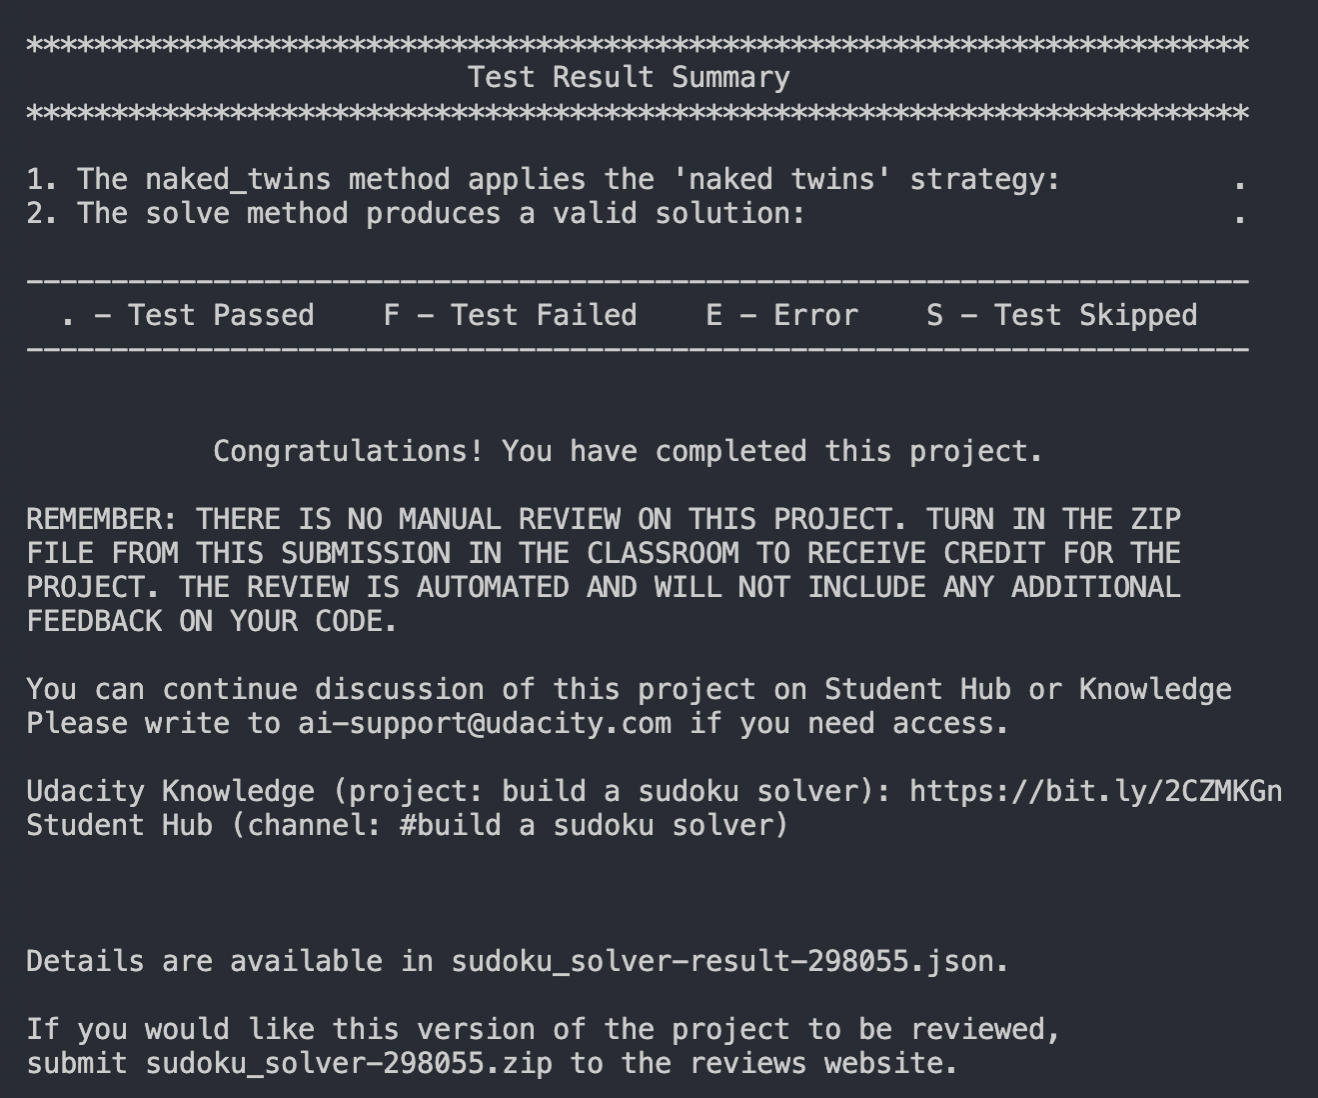 ************************************************************************
Test Result Summary
************************************************************************
1. The naked_twins method applies the 'naked twins' strategy: .
2. The solve method produces a valid solution: .
------------------------------------------------------------------------
. - Test Passed F - Test Failed E - Error S - Test Skipped
------------------------------------------------------------------------
Congratulations! You have completed this project.
REMEMBER: THERE IS NO MANUAL REVIEW ON THIS PROJECT. TURN IN THE ZIP
FILE FROM THIS SUBMISSION IN THE CLASSROOM TO RECEIVE CREDIT FOR THE
PROJECT. THE REVIEW IS AUTOMATED AND WILL NOT INCLUDE ANY ADDITIONAL
FEEDBACK ON YOUR CODE.
You can continue discussion of this project on Student Hub or Knowledge
Please write to ai-support@udacity.com if you need access.
Udacity Knowledge (project: build a sudoku solver): https://bit.ly/2CZMKGn
Student Hub (channel: #build a sudoku solver)
Details are available in sudoku_solver-result-298055.json.
If you would like this version of the project to be reviewed,
submit sudoku_solver-298055.zip to the reviews website.